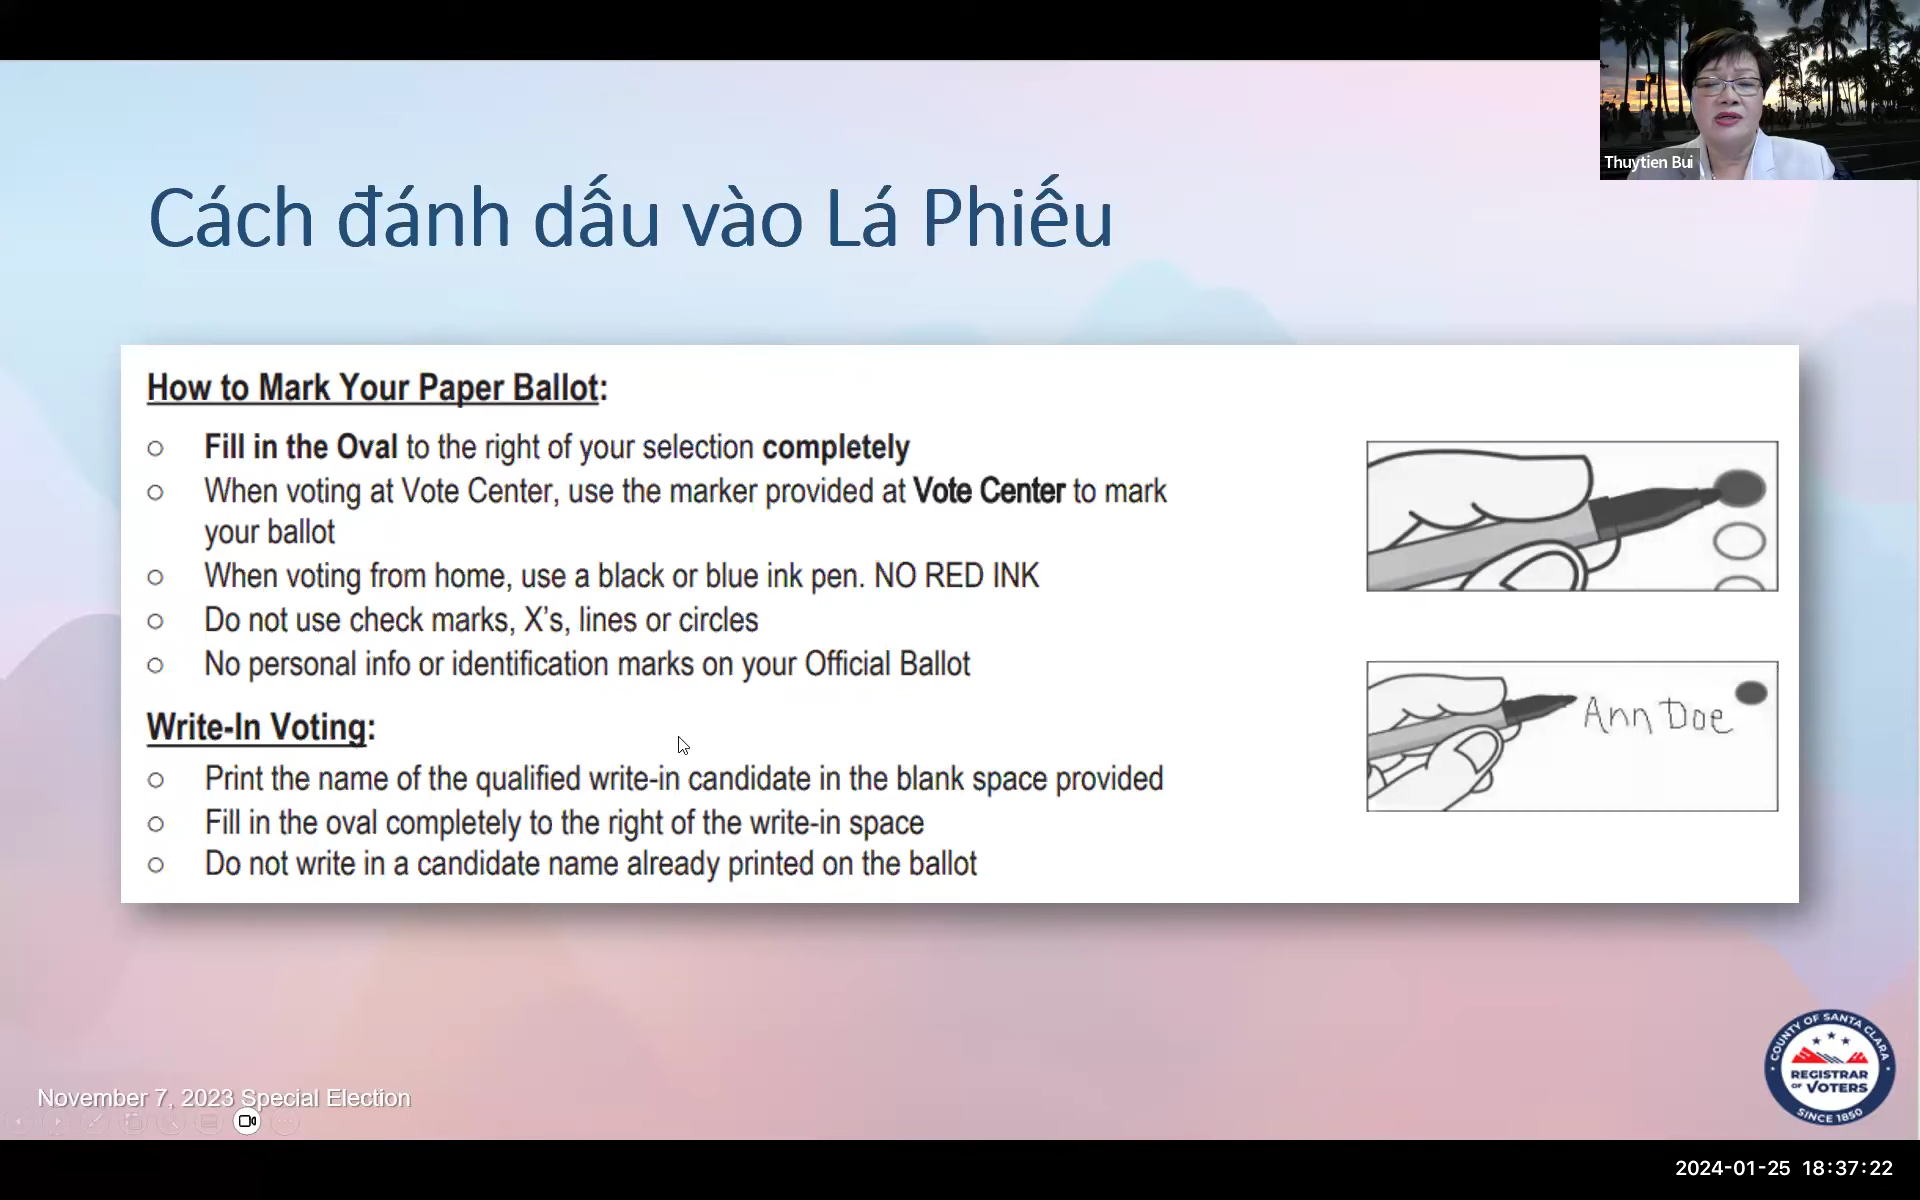 Thuytien Bui
Cách đánh dấu vào Lá Phiếu
How to Mark Your Paper Ballot:
Fill in the Oval to the right of your selection completely
When voting at Vote Center, use the marker provided at Vote Center to mark
your ballot
When voting from home, use a black or blue ink pen. NO RED INK
Do not use check marks, X's, lines or circles
No personal info or identification marks on your Official Ballot
Write-In Voting:
Ann Doe
Print the name of the qualified write-in candidate in the blank space provided
Fill in the oval completely to the right of the write-in space
Do not write in a candidate name already printed on the ballot
November 7, 2023 Special Election
COUNTY OF SANTA CLARA
REGISTRAR
OF VOTERS
SINCE 1850
2024-01-25 18:37:22